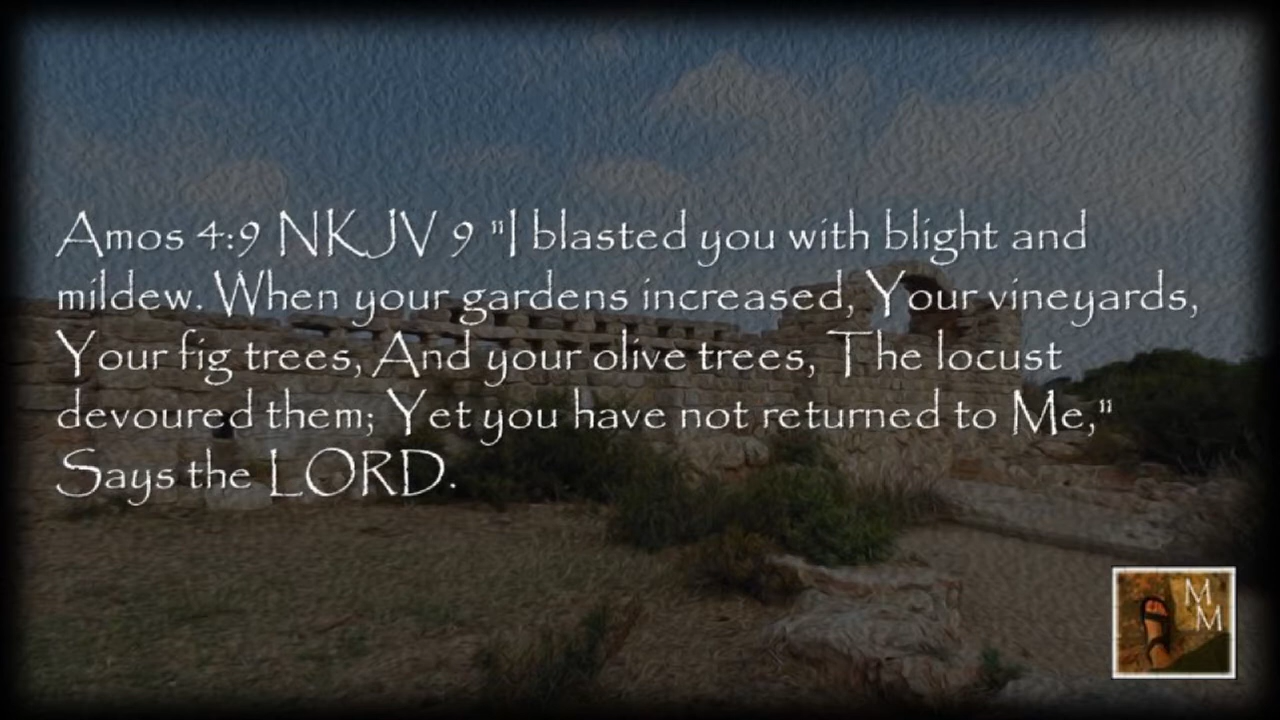 Amos 4:9 NKJV 9 "I blasted you with blight and
mildew. When your gardens increased, Your vineyards,
Your fig trees, And your olive trees, The locust
devoured them; Yet you have not returned to Me,"
Says the LORD.
M
M